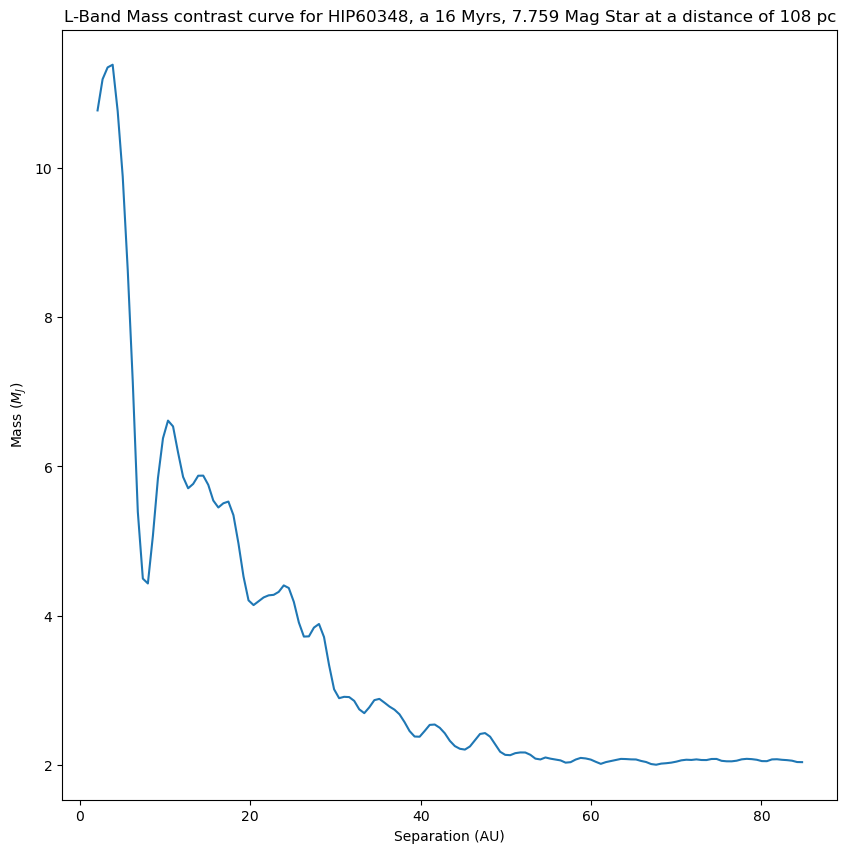 L-Band Mass contrast curve for HIP60348, a 16 Myrs, 7.759 Mag Star at a distance of 108 pc
10
8
6
4
2
Mass (M_J)
0 20 40 60 80
Separation (AU)